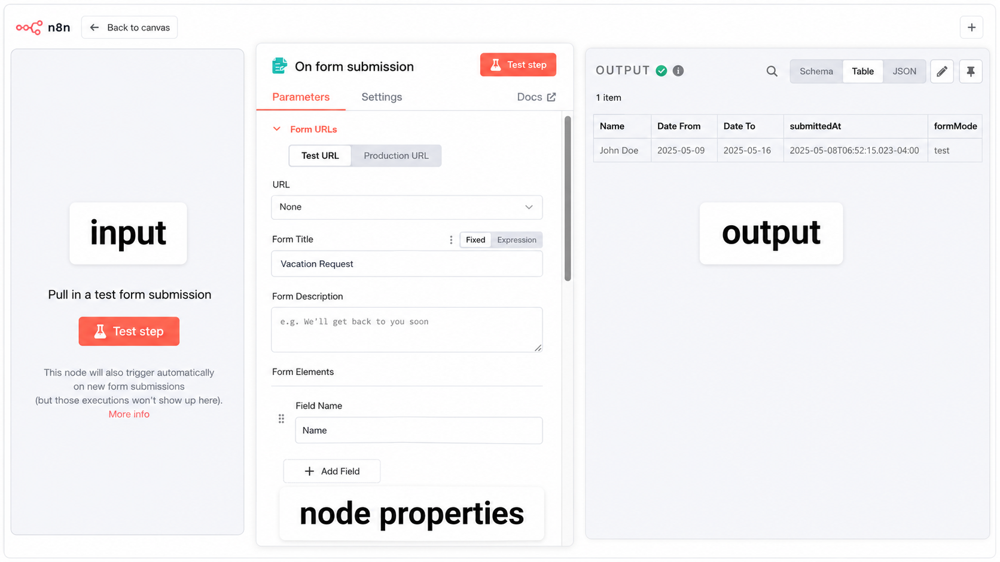 n8n
Back to canvas
input
Pull in a test form submission
Test step
This node will also trigger automatically
on new form submissions
(but those executions won't show up here).
More info
On form submission
Test step
Parameters
Settings
Docs
Form URLs
Test URL
Production URL
URL
None
Form Title
Fixed
Expression
Vacation Request
Form Description
e.g. We'll get back to you soon
Form Elements
Field Name
Name
Add Field
node properties
OUTPUT
Schema
Table
JSON
1 item
Name Date From Date To submittedAt formMode
John Doe 2025-05-09 2025-05-16 2025-05-08T06:52:15.023-04:00 test
output